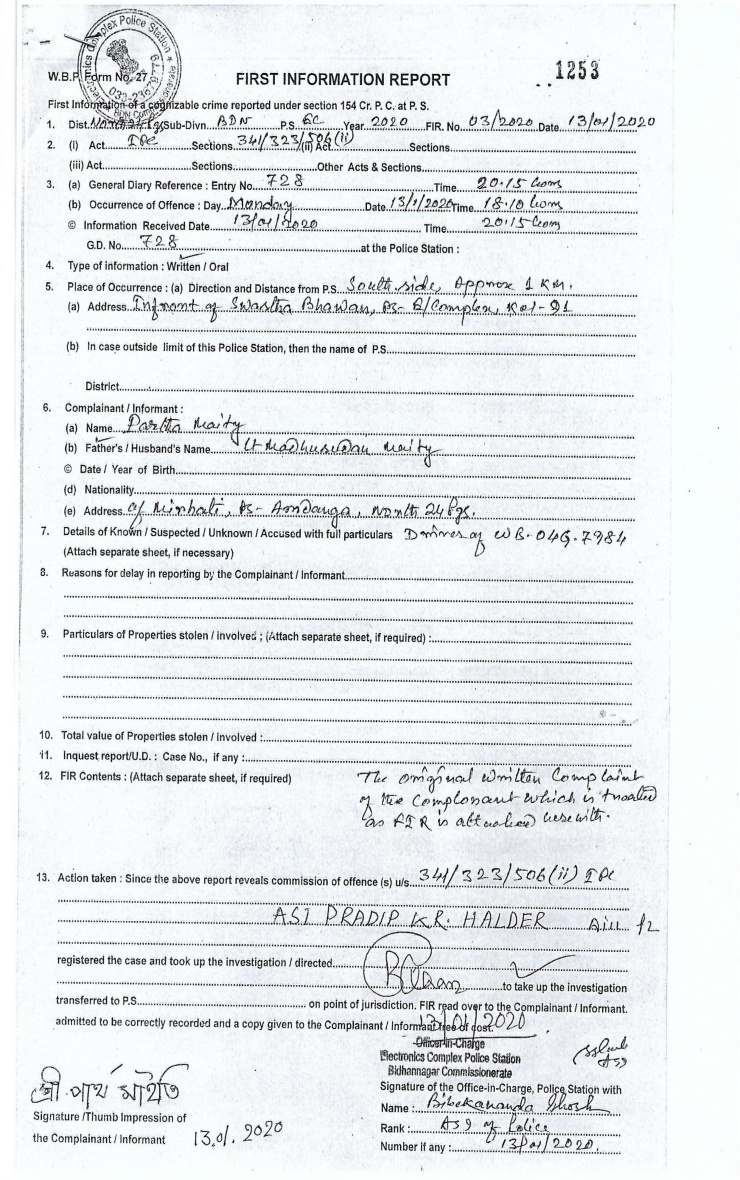 Electronics Complex Police Station
W.B.P. Form No. 27
FIRST INFORMATION REPORT
1253
First Information of a cognizable crime reported under section 154 Cr. P. C. at P. S.
1. Dist. Sub-Divn. BDN P.S. EC Year 2020 FIR. No. 03/2020 Date 13/01/2020
2. (i) Act IPC Sections 341/323/506(ii) (ii) Act Sections
(iii) Act Sections Other Acts & Sections
3. (a) General Diary Reference : Entry No. 728 Time 20.15 hrs
(b) Occurrence of Offence : Day Monday Date 13/1/2020 Time 18.10 hrs
© Information Received Date 13/01/2020 Time 20.15 hrs
G.D. No. 728 at the Police Station :
4. Type of information : Written / Oral
5. Place of Occurrence : (a) Direction and Distance from P.S. South side, Approx 1 KM.
(a) Address Infront of Swastha Bhawan, PS- E/Complex, Kol-91
(b) In case outside limit of this Police Station, then the name of P.S.
District
6. Complainant / Informant :
(a) Name Partha Maity
(b) Father's / Husband's Name Lt Madhusudan Maity
© Date / Year of Birth
(d) Nationality
(e) Address of Minhati, PS- Amdanga, North 24 Pgs.
7. Details of Known / Suspected / Unknown / Accused with full particulars Driver of WB-04G-7984
(Attach separate sheet, if necessary)
8. Reasons for delay in reporting by the Complainant / Informant
9. Particulars of Properties stolen / involved ; (Attach separate sheet, if required) :
10. Total value of Properties stolen / involved :
11. Inquest report/U.D. : Case No., if any :
12. FIR Contents : (Attach separate sheet, if required) The original written Complaint
of the Complonant which is treated
as FIR is attached herewith.
13. Action taken : Since the above report reveals commission of offence (s) u/s. 341/323/506(ii) IPC
ASI PRADIP KR. HALDER
registered the case and took up the investigation / directed
to take up the investigation
transferred to P.S. on point of jurisdiction. FIR read over to the Complainant / Informant.
admitted to be correctly recorded and a copy given to the Complainant / Informant free of cost.
13/01/2020
Officer-in-Charge
Electronics Complex Police Station
Bidhannagar Commissionerate
শ্রী পার্থ মাইতি
Signature /Thumb Impression of
the Complainant / Informant 13.01.2020
Signature of the Office-in-Charge, Police Station with
Name : Bibekananda Ghosh
Rank : ASI of Police
Number if any : 13/01/2020.